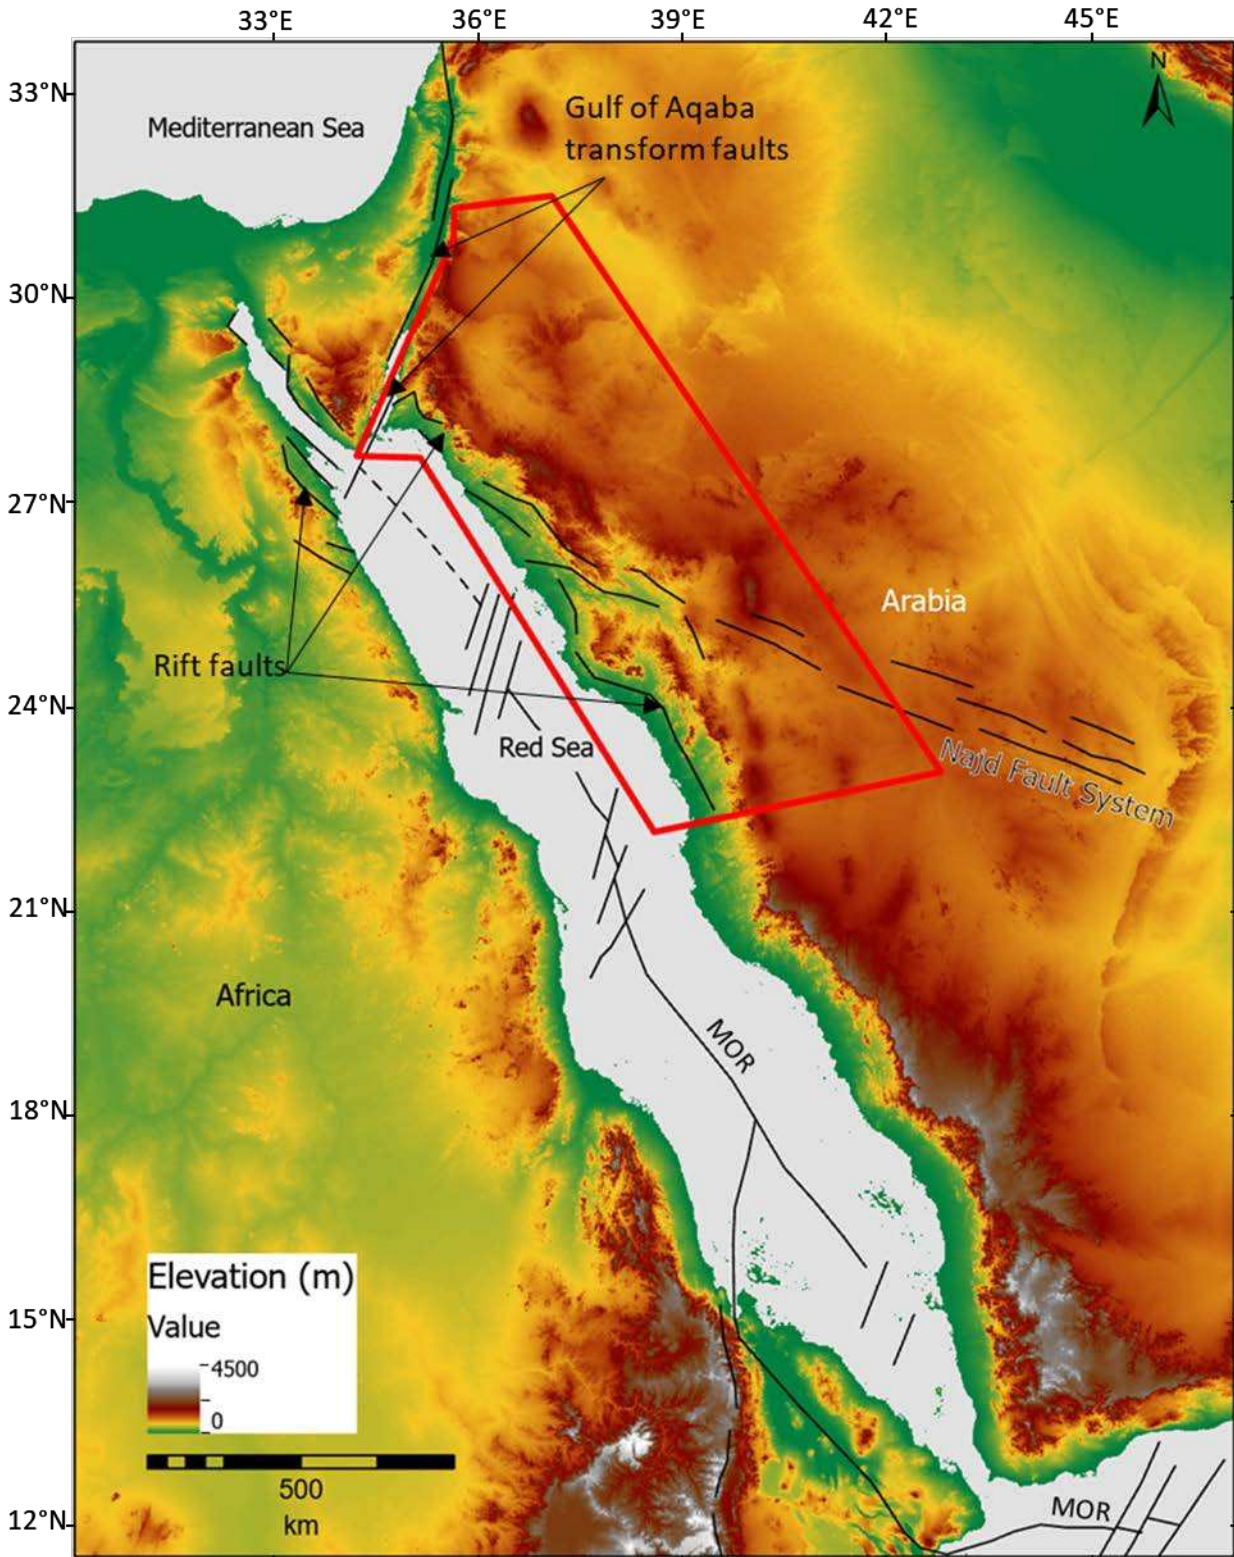 33°E 36°E 39°E 42°E 45°E
33°N
N
Mediterranean Sea
Gulf of Aqaba
transform faults
30°N
27°N
Arabia
Rift faults
24°N
Red Sea
Najd Fault System
21°N
Africa
MOR
18°N
Elevation (m)
15°N
Value
4500
0
500
km
MOR
12°N